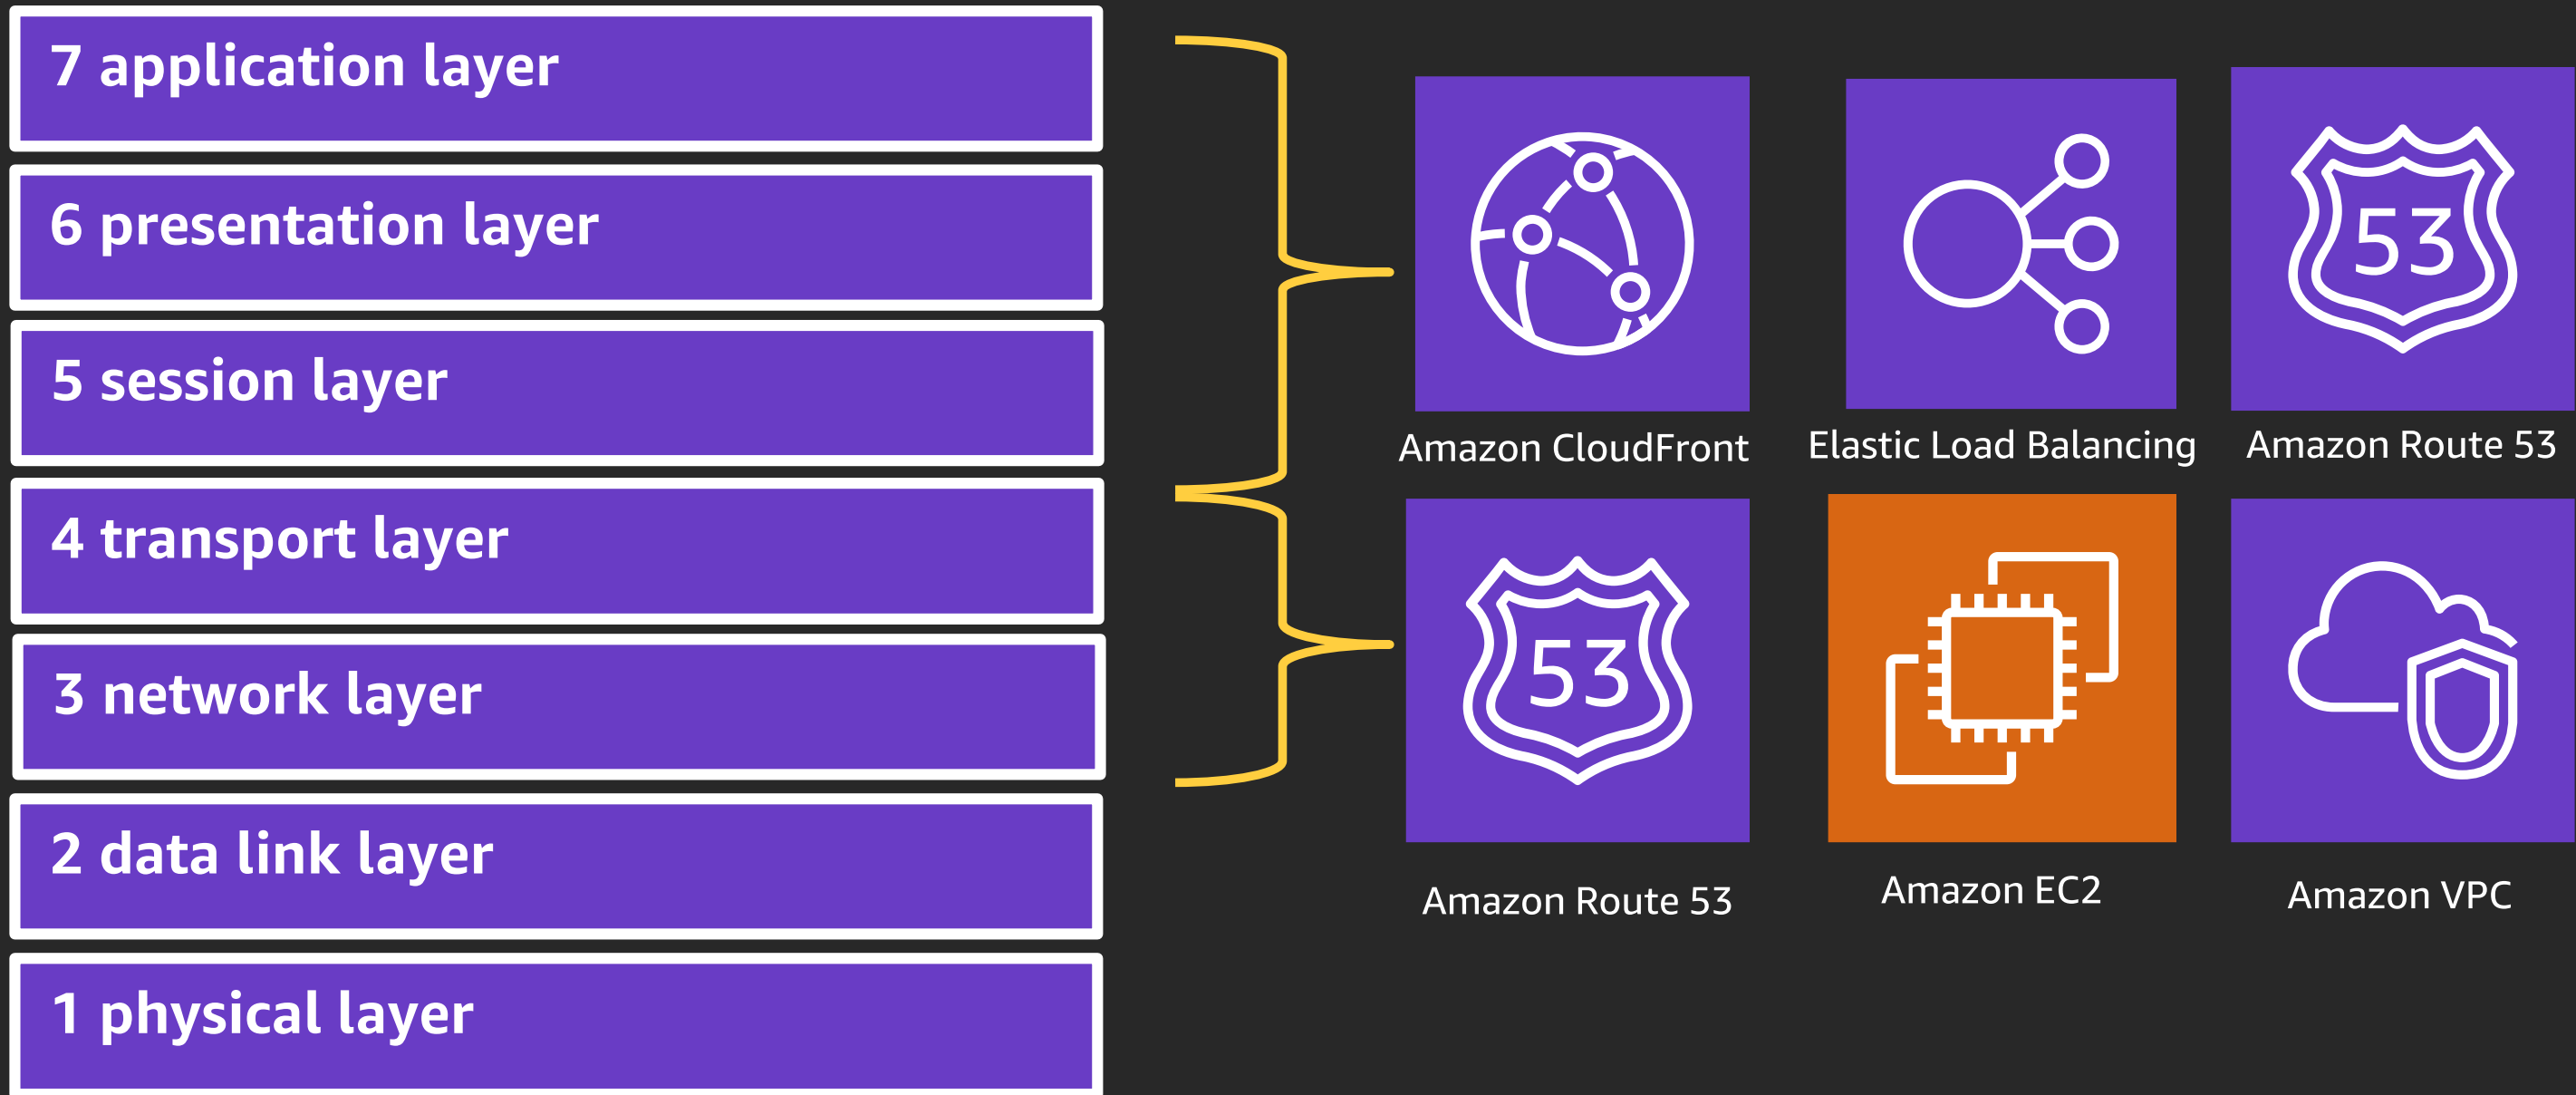 7 application layer
6 presentation layer
5 session layer
4 transport layer
3 network layer
2 data link layer
1 physical layer
53
Amazon CloudFront
Elastic Load Balancing
Amazon Route 53
53
Amazon Route 53
Amazon EC2
Amazon VPC